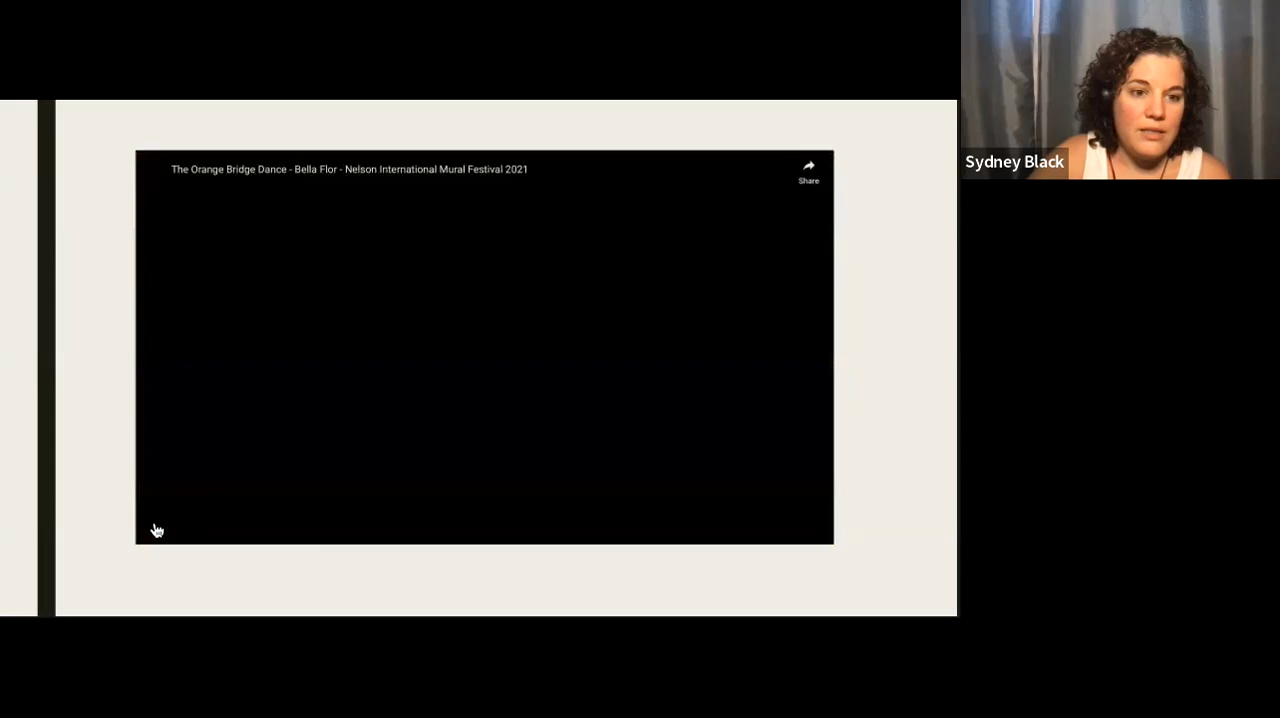 The Orange Bridge Dance - Bella Flor - Nelson International Mural Festival 2021
Share
Sydney Black